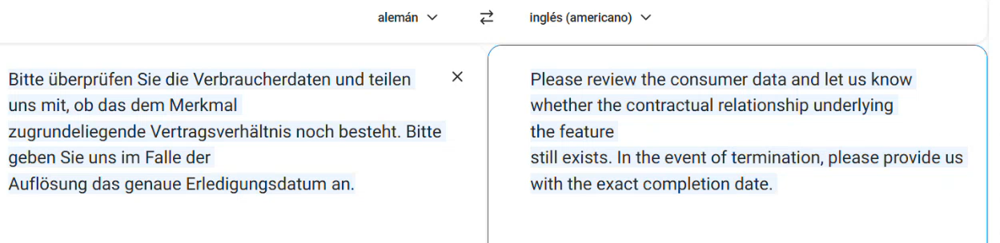 alemán
inglés (americano)
Bitte überprüfen Sie die Verbraucherdaten und teilen
uns mit, ob das dem Merkmal
zugrundeliegende Vertragsverhältnis noch besteht. Bitte
geben Sie uns im Falle der
Auflösung das genaue Erledigungsdatum an.
Please review the consumer data and let us know
whether the contractual relationship underlying
the feature
still exists. In the event of termination, please provide us
with the exact completion date.